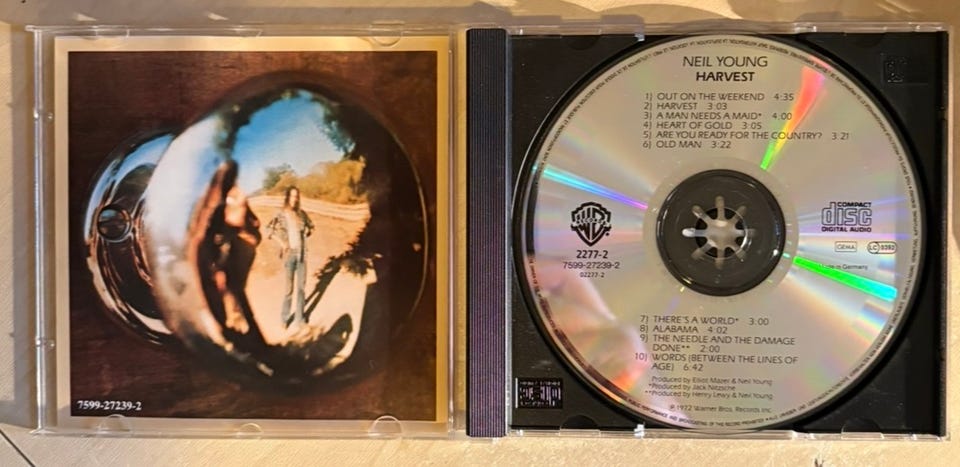 7599-27239-2
NEIL YOUNG
HARVEST
1) OUT ON THE WEEKEND 4:35
2) HARVEST 3:03
3) A MAN NEEDS A MAID* 4:00
4) HEART OF GOLD 3:05
5) ARE YOU READY FOR THE COUNTRY? 3:21
6) OLD MAN 3:22
2277-2
7599-27239-2
02277-2
COMPACT
disc
DIGITAL AUDIO
GEMA
LC 0392
Made in Germany
7) THERE'S A WORLD* 3:00
8) ALABAMA 4:02
9) THE NEEDLE AND THE DAMAGE
DONE** 2:00
10) WORDS (BETWEEN THE LINES OF
AGE) 6:42
Produced by Elliot Mazer & Neil Young
*Produced by Jack Nitzsche
**Produced by Henry Lewy & Neil Young
℗ 1972 Warner Bros. Records Inc.